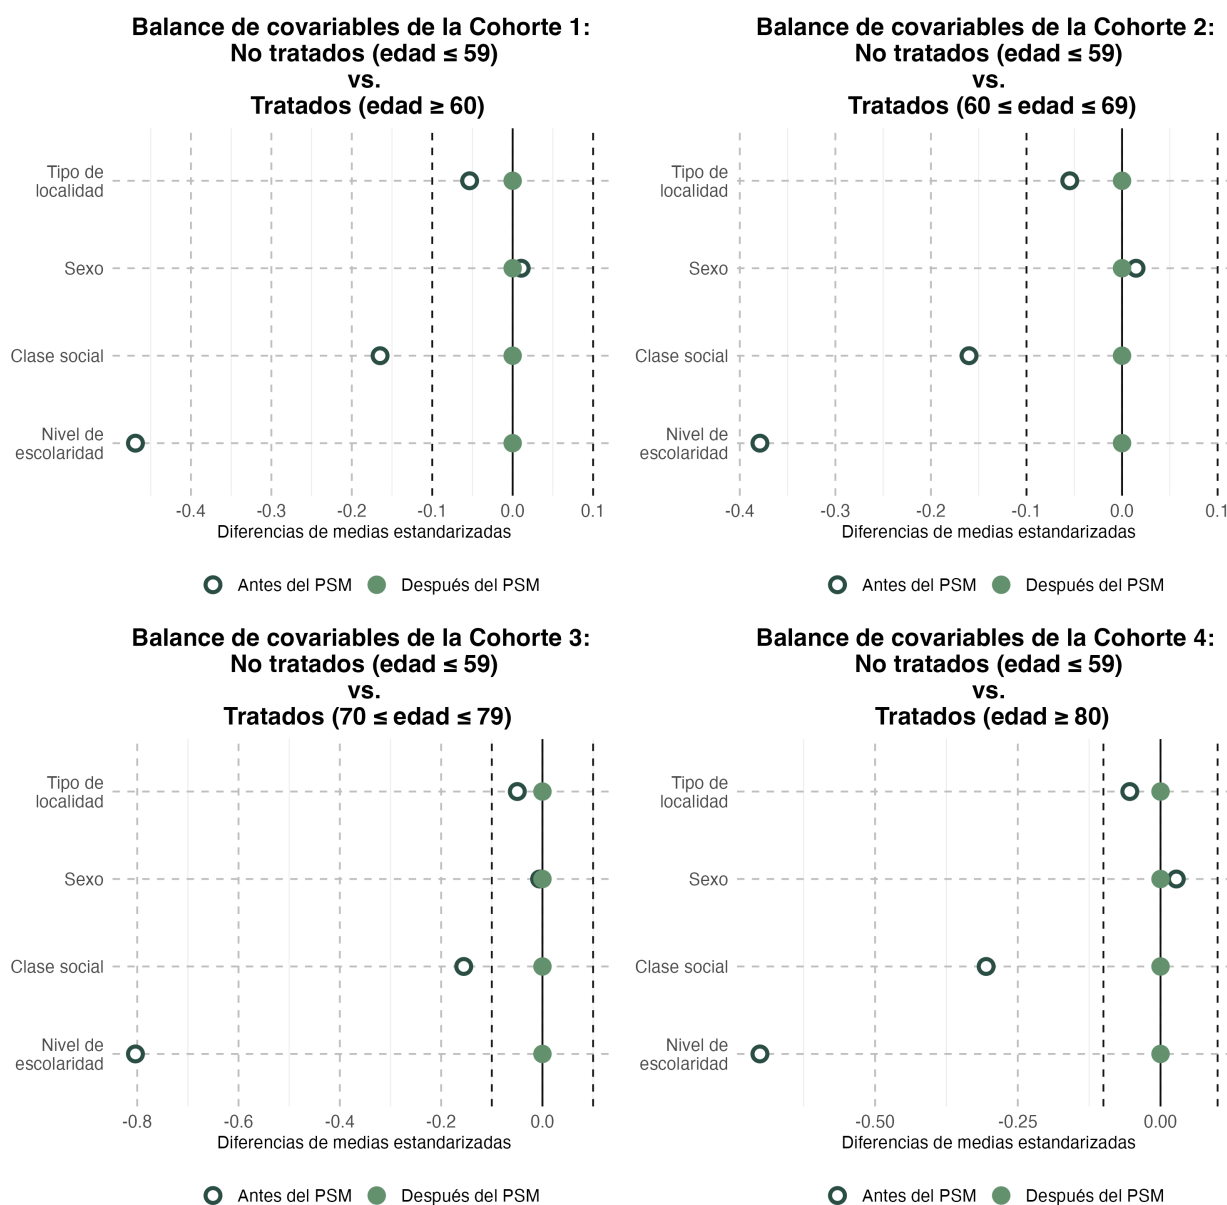 Balance de covariables de la Cohorte 1:
No tratados (edad ≤ 59)
vs.
Tratados (edad ≥ 60)
Tipo de
localidad
Sexo
Clase social
Nivel de
escolaridad
-0.4 -0.3 -0.2 -0.1 0.0 0.1
Diferencias de medias estandarizadas
Antes del PSM Después del PSM
Balance de covariables de la Cohorte 2:
No tratados (edad ≤ 59)
vs.
Tratados (60 ≤ edad ≤ 69)
Tipo de
localidad
Sexo
Clase social
Nivel de
escolaridad
-0.4 -0.3 -0.2 -0.1 0.0 0.1
Diferencias de medias estandarizadas
Antes del PSM Después del PSM
Balance de covariables de la Cohorte 3:
No tratados (edad ≤ 59)
vs.
Tratados (70 ≤ edad ≤ 79)
Tipo de
localidad
Sexo
Clase social
Nivel de
escolaridad
-0.8 -0.6 -0.4 -0.2 0.0
Diferencias de medias estandarizadas
Antes del PSM Después del PSM
Balance de covariables de la Cohorte 4:
No tratados (edad ≤ 59)
vs.
Tratados (edad ≥ 80)
Tipo de
localidad
Sexo
Clase social
Nivel de
escolaridad
-0.50 -0.25 0.00
Diferencias de medias estandarizadas
Antes del PSM Después del PSM